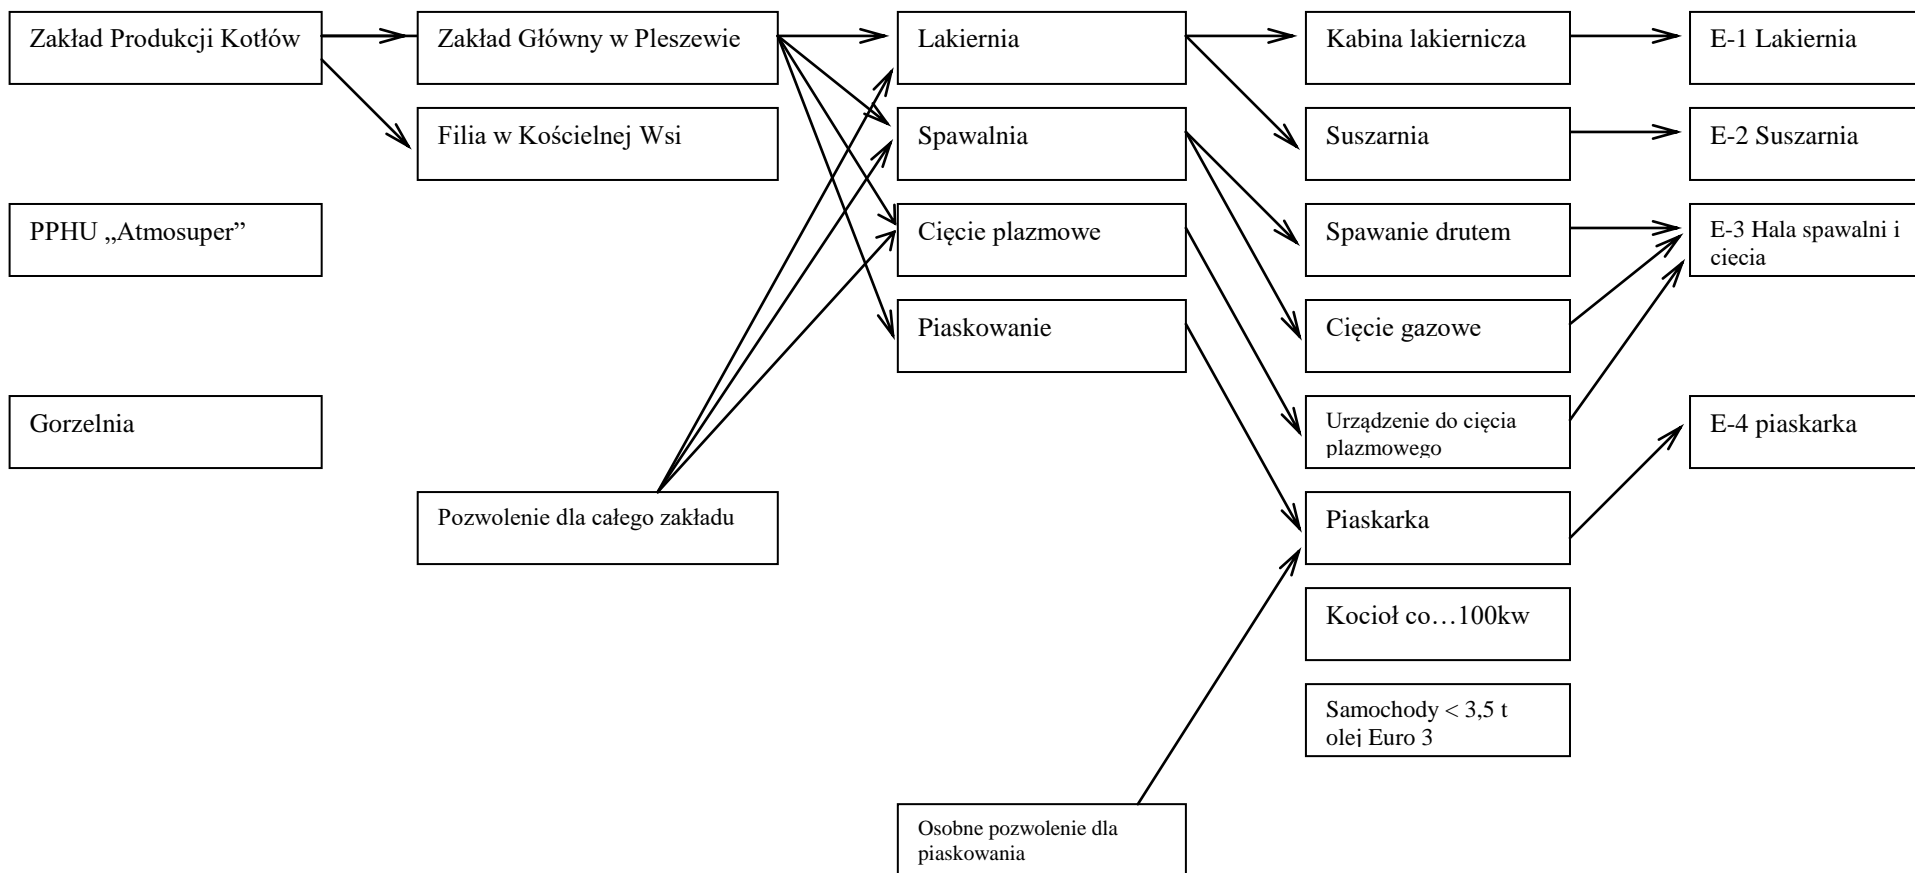 Zakład Produkcji Kotłów
Zakład Główny w Pleszewie
Lakiernia
Kabina lakiernicza
E-1 Lakiernia
Filia w Kościelnej Wsi
Spawalnia
Suszarnia
E-2 Suszarnia
PPHU „Atmosuper”
Cięcie plazmowe
Spawanie drutem
E-3 Hala spawalni i
ciecia
Piaskowanie
Cięcie gazowe
Gorzelnia
Urządzenie do cięcia
plazmowego
E-4 piaskarka
Pozwolenie dla całego zakładu
Piaskarka
Kocioł co…100kw
Samochody < 3,5 t
olej Euro 3
Osobne pozwolenie dla
piaskowania